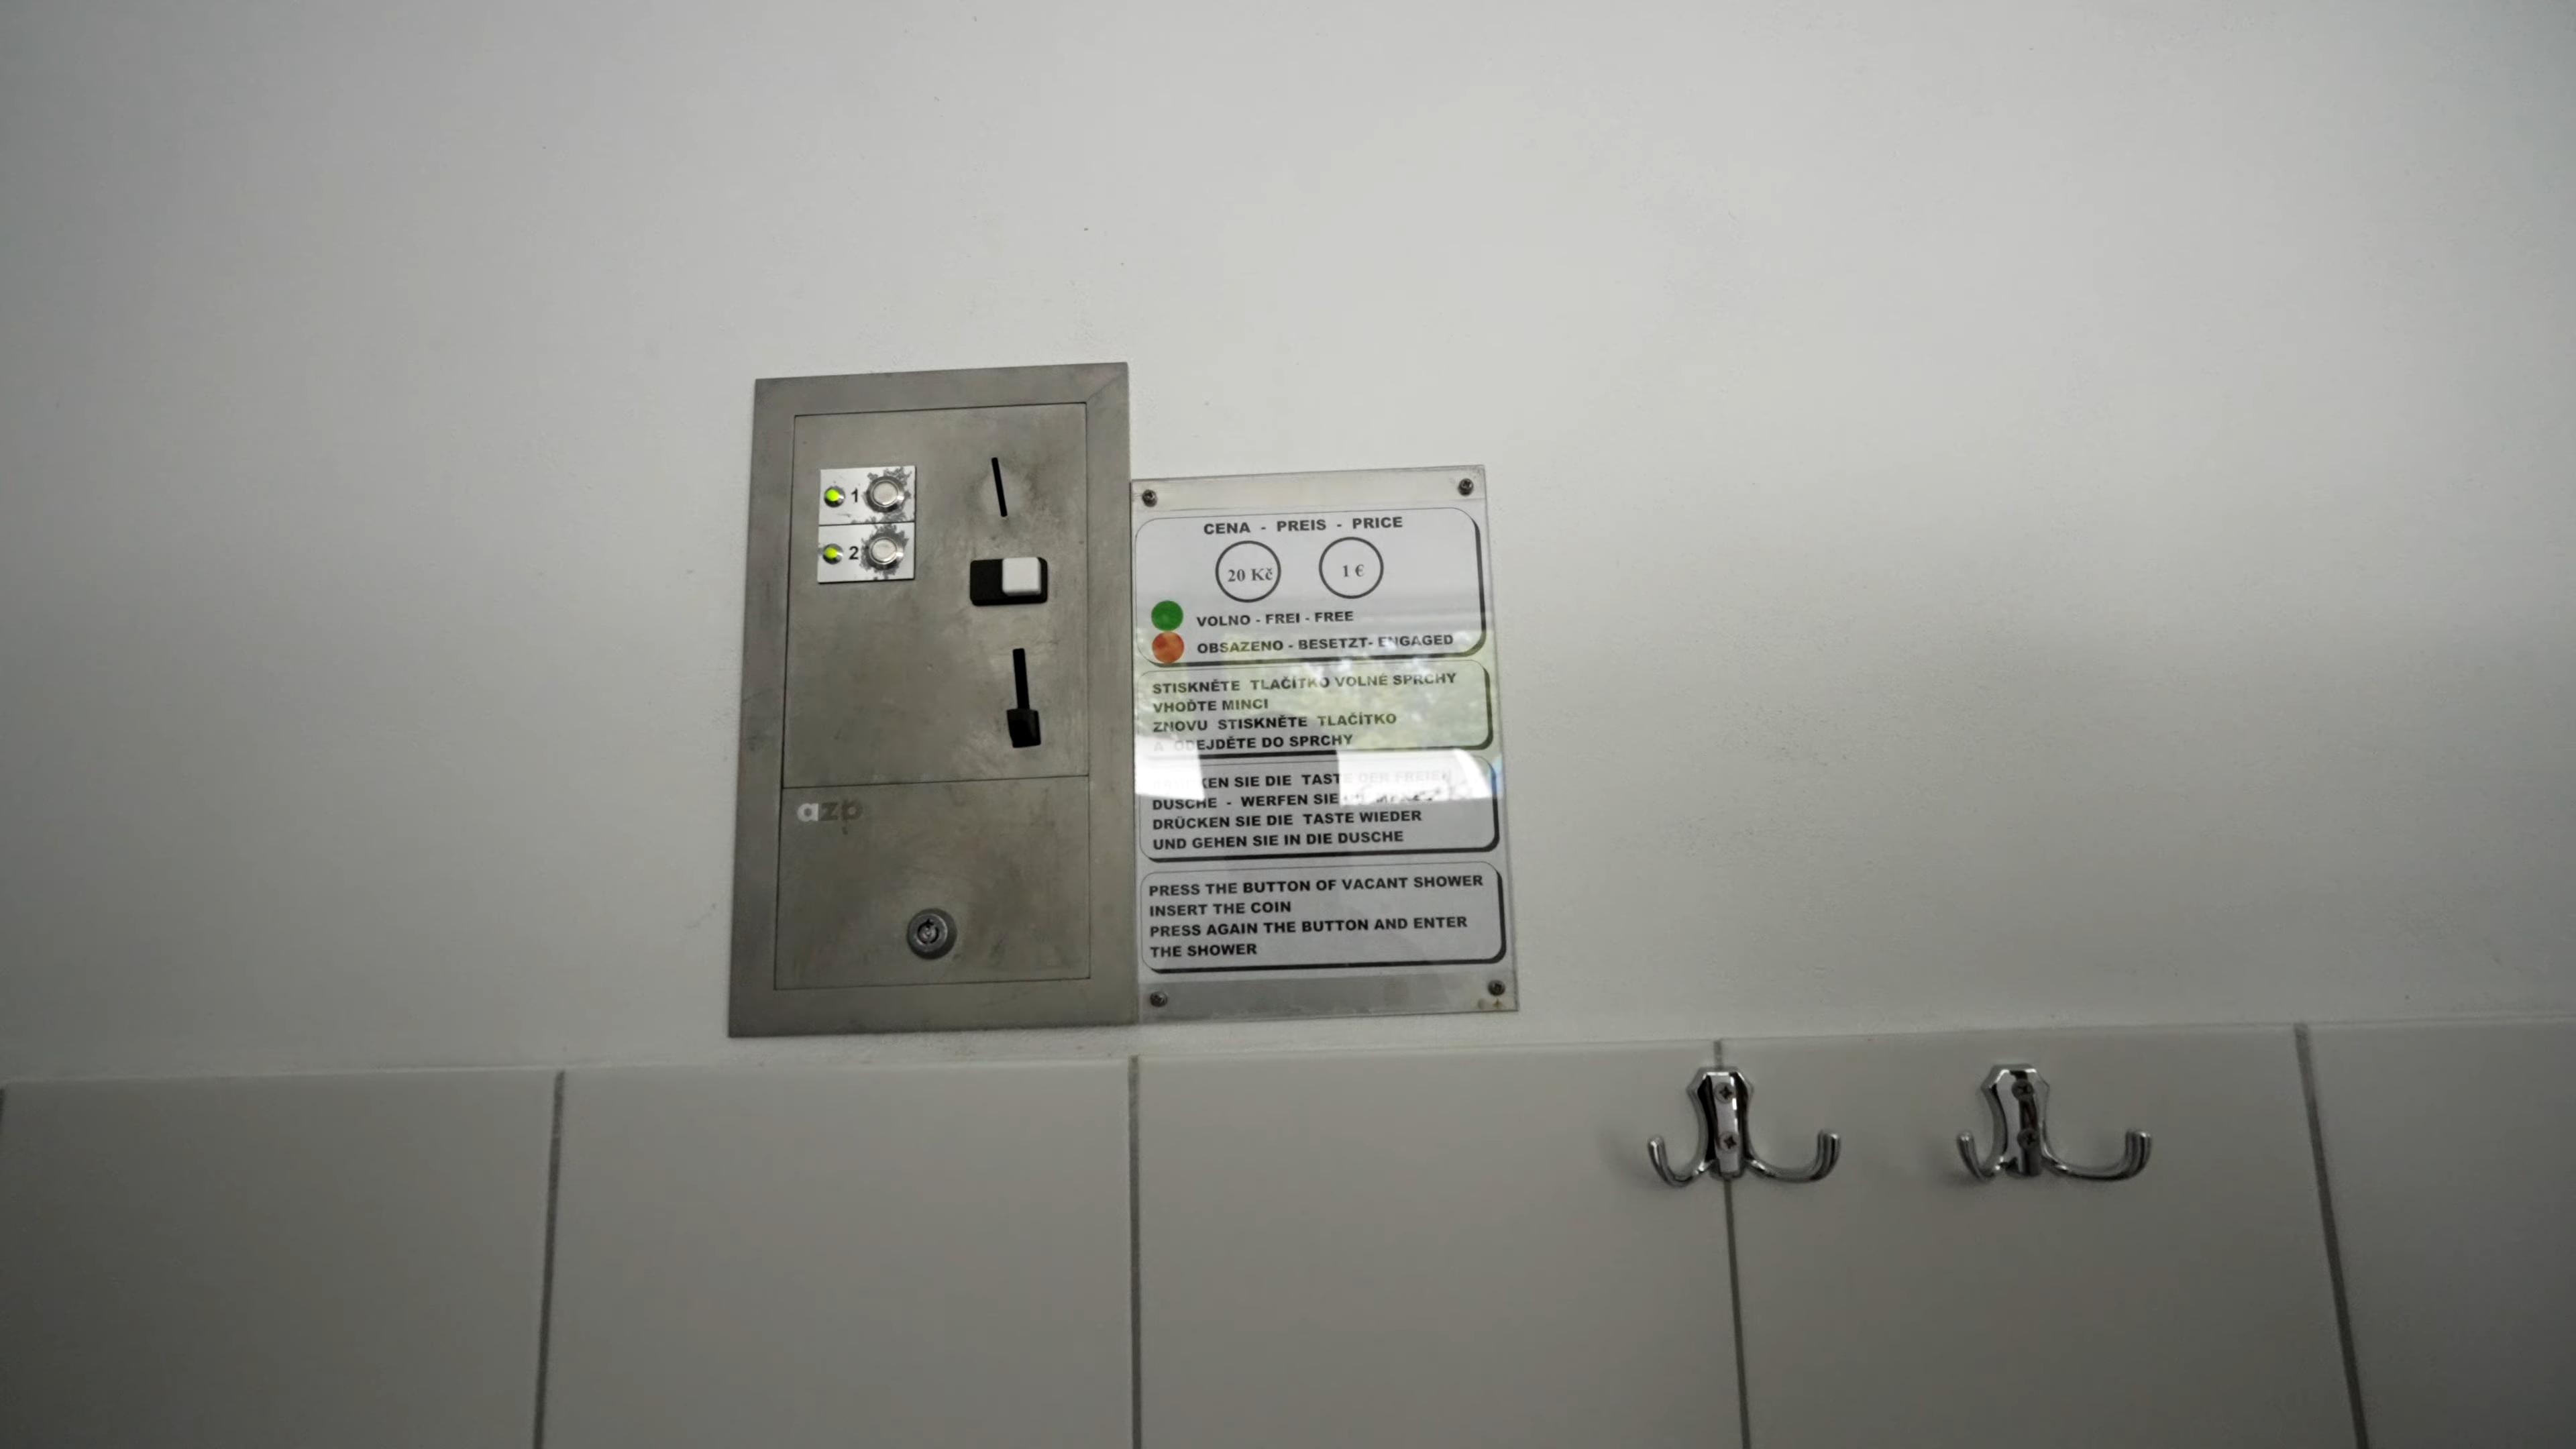 1
2
azp
CENA - PREIS - PRICE
20 Kč
1 €
VOLNO - FREI - FREE
OBSAZENO - BESETZT- ENGAGED
STISKNĚTE TLAČÍTKO VOLNÉ SPRCHY
VHOĎTE MINCI
ZNOVU STISKNĚTE TLAČÍTKO
A ODEJDĚTE DO SPRCHY
SIE DIE TASTE DER FREIEN
DUSCHE - WERFEN SIE
DRÜCKEN SIE DIE TASTE WIEDER
UND GEHEN SIE IN DIE DUSCHE
PRESS THE BUTTON OF VACANT SHOWER
INSERT THE COIN
PRESS AGAIN THE BUTTON AND ENTER
THE SHOWER